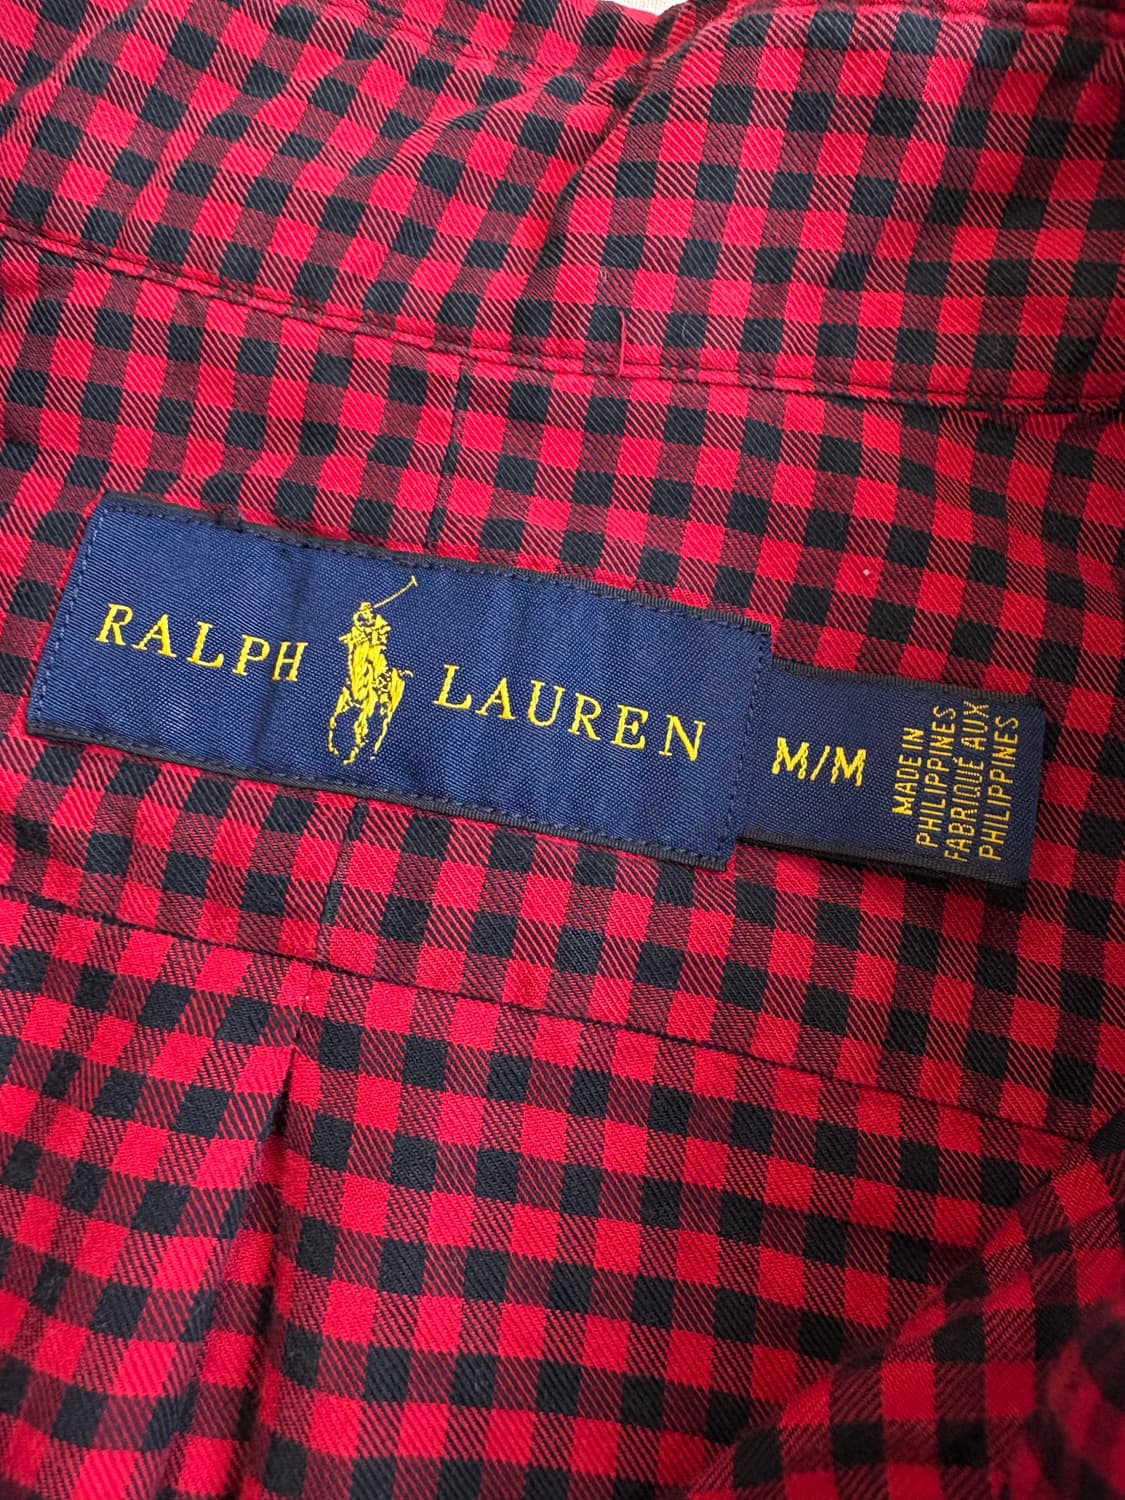 RALPH LAUREN
M/M
MADE IN
PHILIPPINES
FABRIQUÉ AUX
PHILIPPINES